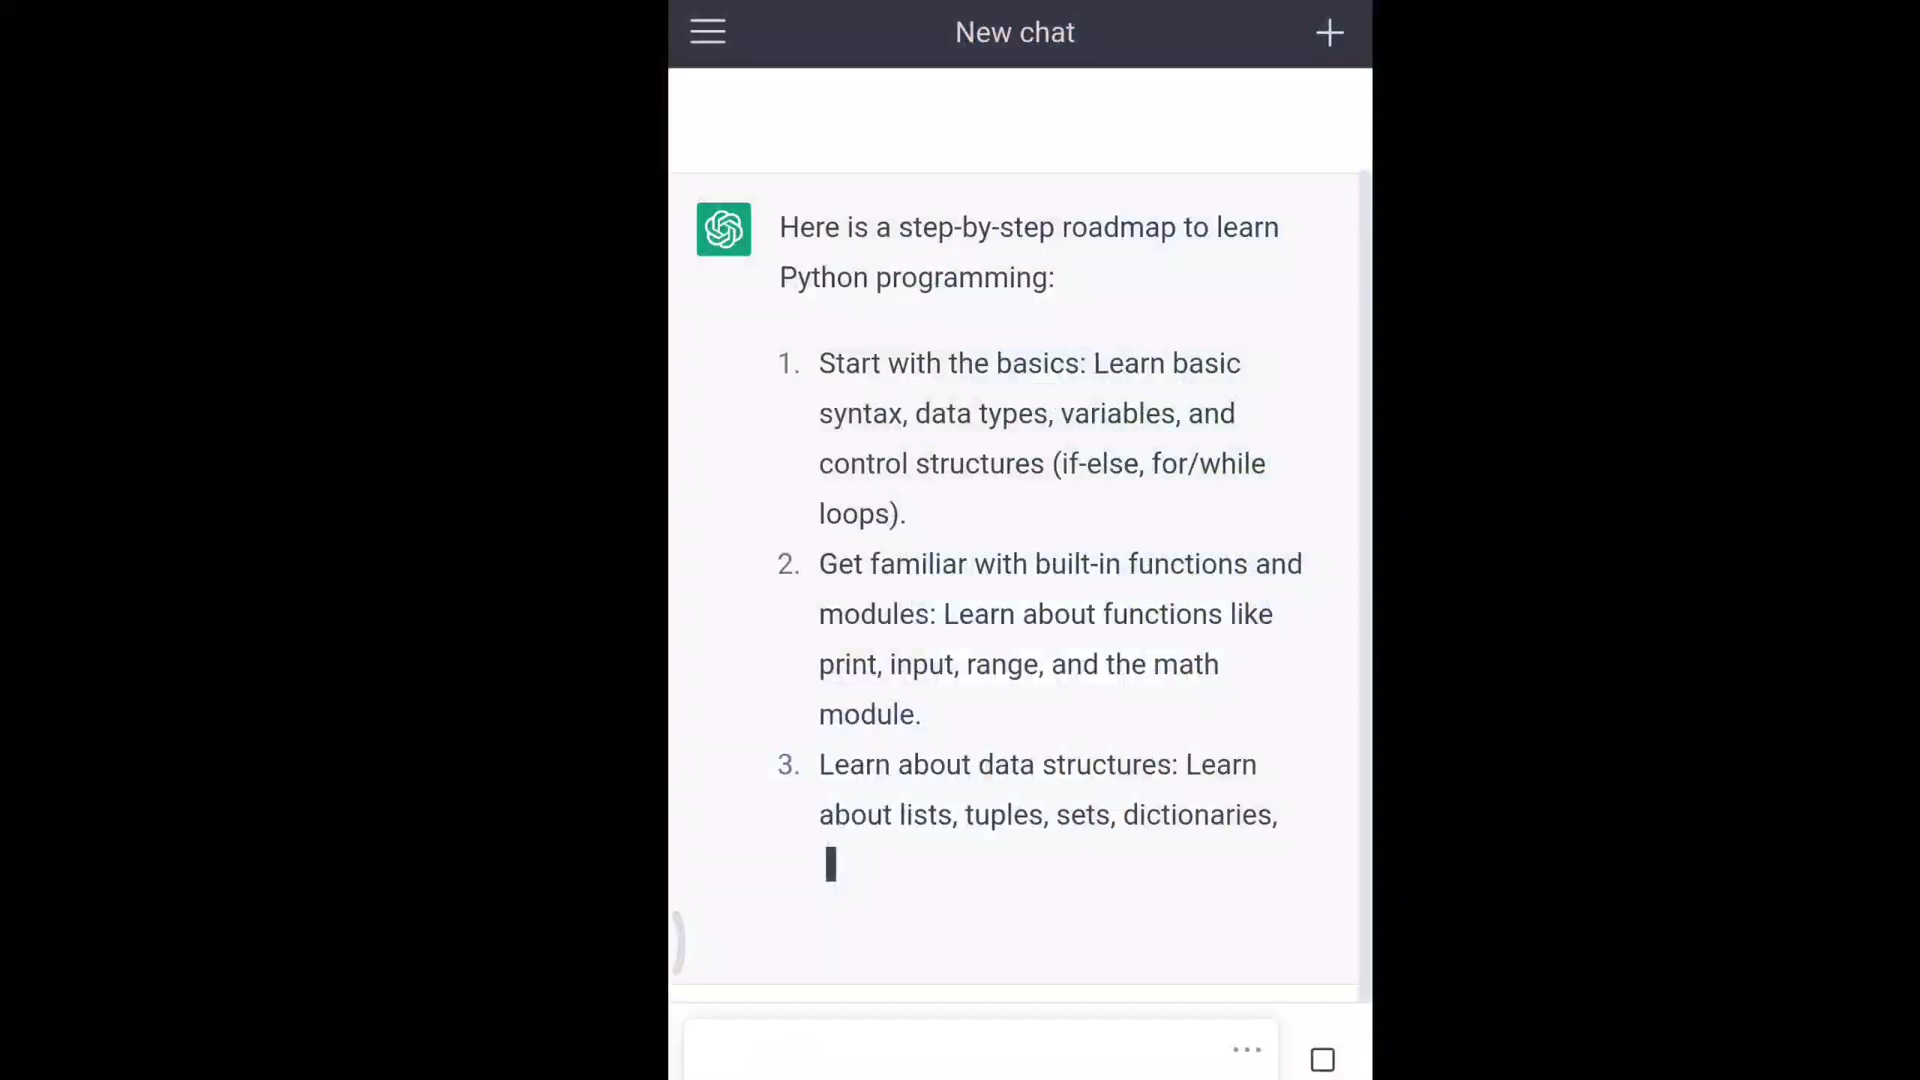 New chat
Here is a step-by-step roadmap to learn
Python programming:
1. Start with the basics: Learn basic
syntax, data types, variables, and
control structures (if-else, for/while
loops).
2. Get familiar with built-in functions and
modules: Learn about functions like
print, input, range, and the math
module.
3. Learn about data structures: Learn
about lists, tuples, sets, dictionaries,